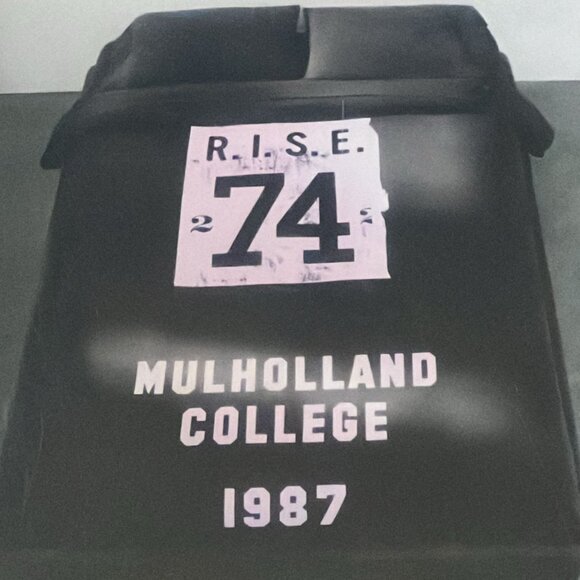 R.I.S.E.
2 74 2
MULHOLLAND
COLLEGE
1987